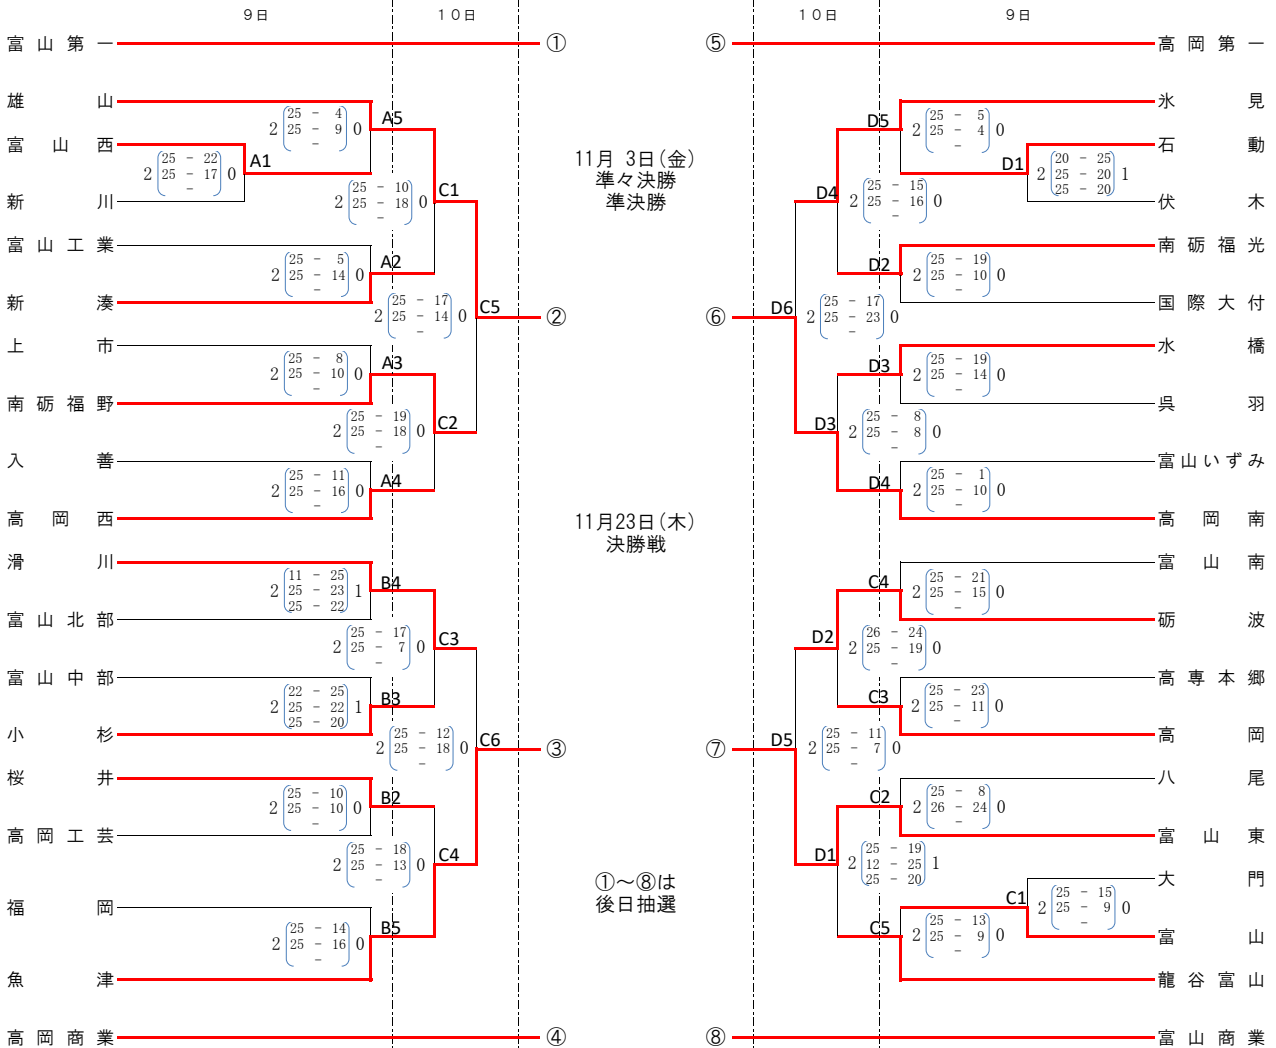 9日 10日 10日 9日
富山第一 ① ⑤ 高岡第一
雄山 氷見
2 25 - 4 25 - 9 - 0 A5 D5 2 25 - 5 25 - 4 - 0
富山西 石動
2 25 - 22 25 - 17 - 0 A1 D1 2 20 - 25 25 - 20 25 - 20 1
11月 3日(金)
準々決勝
準決勝
2 25 - 10 25 - 18 - 0 C1 D4 2 25 - 15 25 - 16 - 0
新川 伏木
富山工業 南砺福光
2 25 - 5 25 - 14 - 0 A2 D2 2 25 - 19 25 - 10 - 0
新湊 国際大付
2 25 - 17 25 - 14 - 0 C5 ② ⑥ D6 2 25 - 17 25 - 23 - 0
上市 水橋
2 25 - 8 25 - 10 - 0 A3 D3 2 25 - 19 25 - 14 - 0
南砺福野 呉羽
2 25 - 19 25 - 18 - 0 C2 D3 2 25 - 8 25 - 8 - 0
入善 富山いずみ
2 25 - 11 25 - 16 - 0 A4 D4 2 25 - 1 25 - 10 - 0
高岡西 高岡南
11月23日(木)
決勝戦
滑川 富山南
2 11 - 25 25 - 23 25 - 22 1 B4 C4 2 25 - 21 25 - 15 - 0
富山北部 砺波
2 25 - 17 25 - 7 - 0 C3 D2 2 26 - 24 25 - 19 - 0
富山中部 高専本郷
2 22 - 25 25 - 22 25 - 20 1 B3 C3 2 25 - 23 25 - 11 - 0
小杉 高岡
2 25 - 12 25 - 18 - 0 C6 ③ ⑦ D5 2 25 - 11 25 - 7 - 0
桜井 八尾
2 25 - 10 25 - 10 - 0 B2 C2 2 25 - 8 26 - 24 - 0
高岡工芸 富山東
2 25 - 18 25 - 13 - 0 C4 D1 2 25 - 19 12 - 25 25 - 20 1
①～⑧は
後日抽選
大門
C1 2 25 - 15 25 - 9 - 0
福岡 富山
2 25 - 14 25 - 16 - 0 B5 C5 2 25 - 13 25 - 9 - 0
魚津 龍谷富山
高岡商業 ④ ⑧ 富山商業